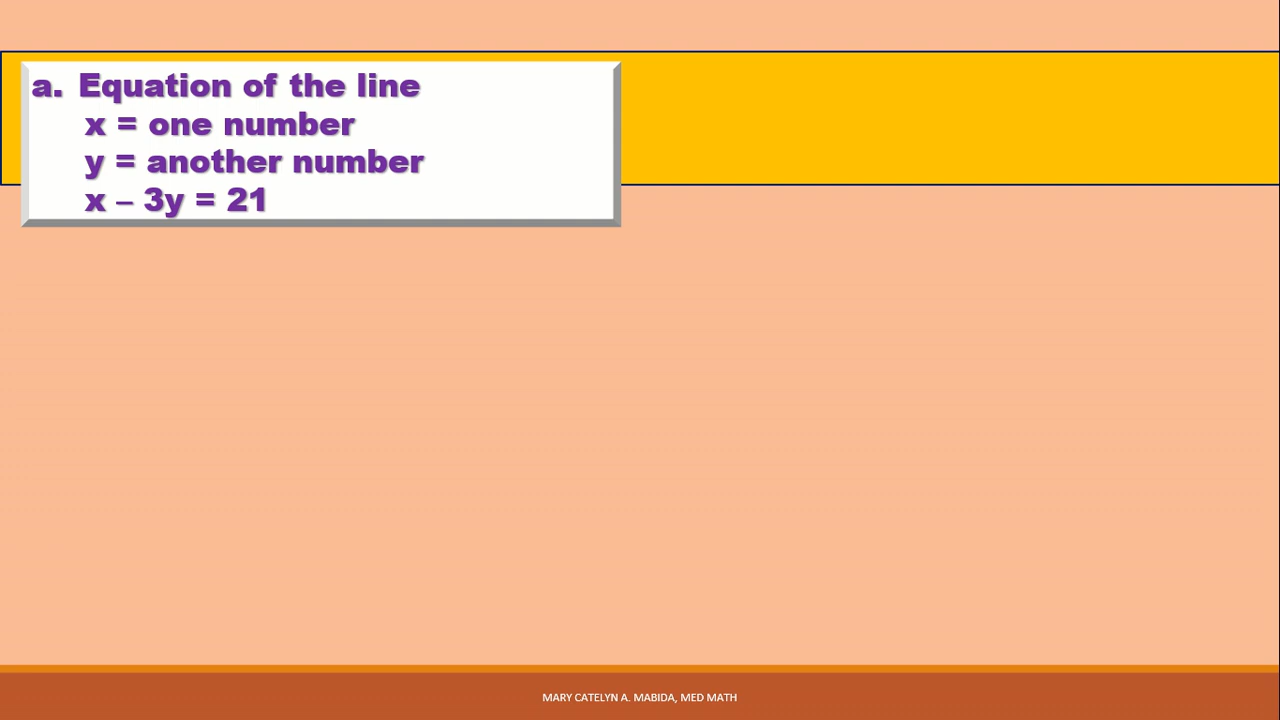 a. Equation of the line
x = one number
y = another number
x – 3y = 21
MARY CATELYN A. MABIDA, MED MATH